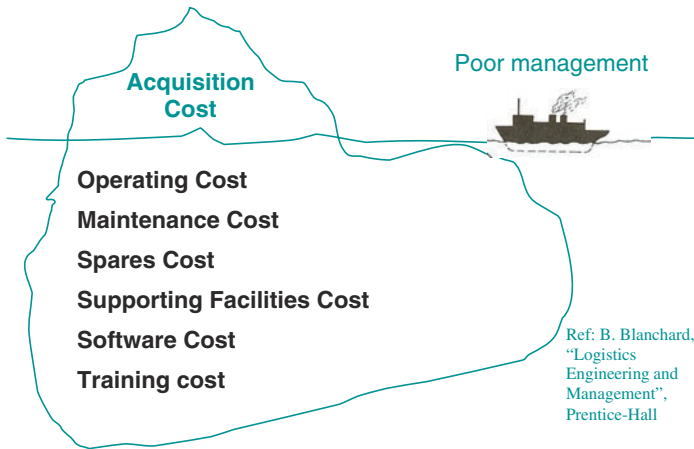 Poor management
Acquisition
Cost
Operating Cost
Maintenance Cost
Spares Cost
Supporting Facilities Cost
Software Cost
Training cost
Ref: B. Blanchard,
“Logistics
Engineering and
Management”,
Prentice-Hall